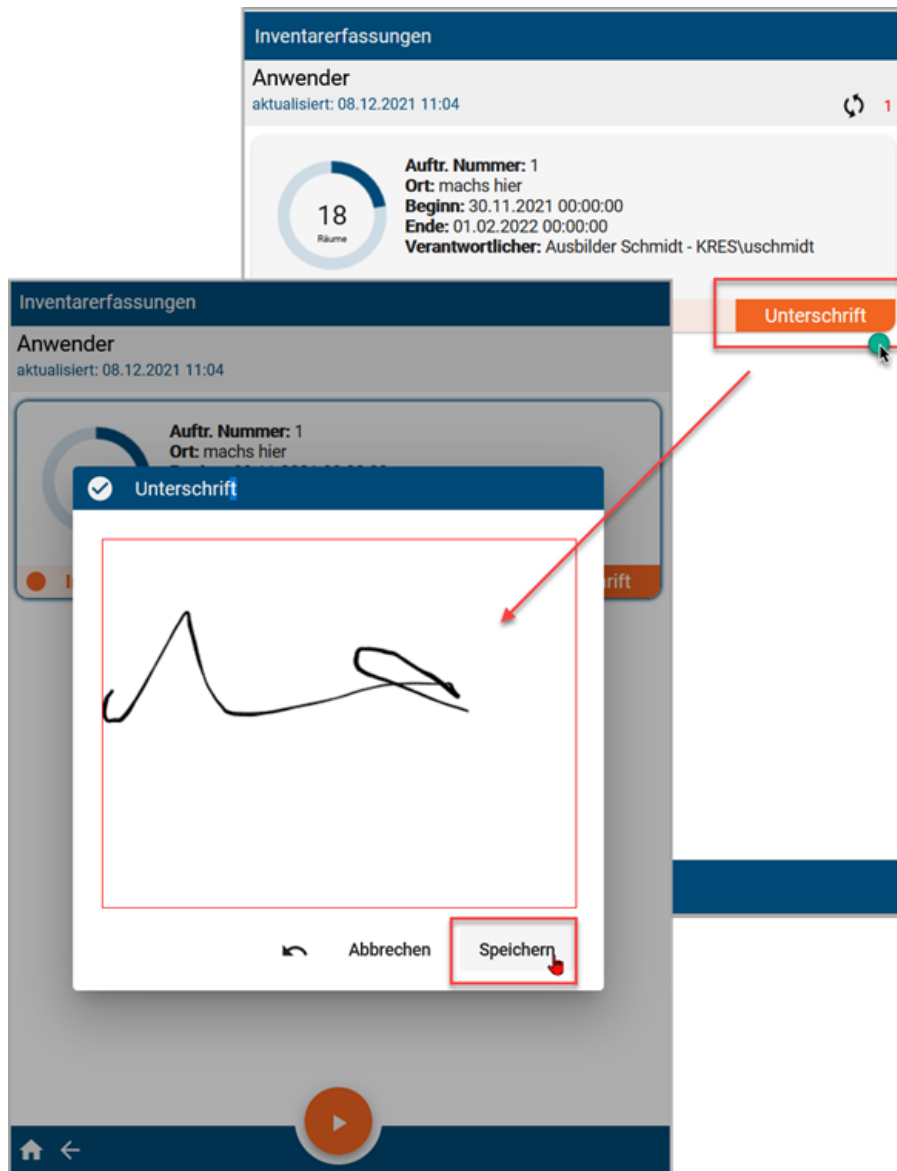 Inventarerfassungen
Anwender
aktualisiert: 08.12.2021 11:04
1
18
Räume
Auftr. Nummer: 1
Ort: machs hier
Beginn: 30.11.2021 00:00:00
Ende: 01.02.2022 00:00:00
Verantwortlicher: Ausbilder Schmidt - KRES\uschmidt
Unterschrift
Inventarerfassungen
Anwender
aktualisiert: 08.12.2021 11:04
Auftr. Nummer: 1
Ort: machs hier
Unterschrift
rift
Abbrechen
Speichern